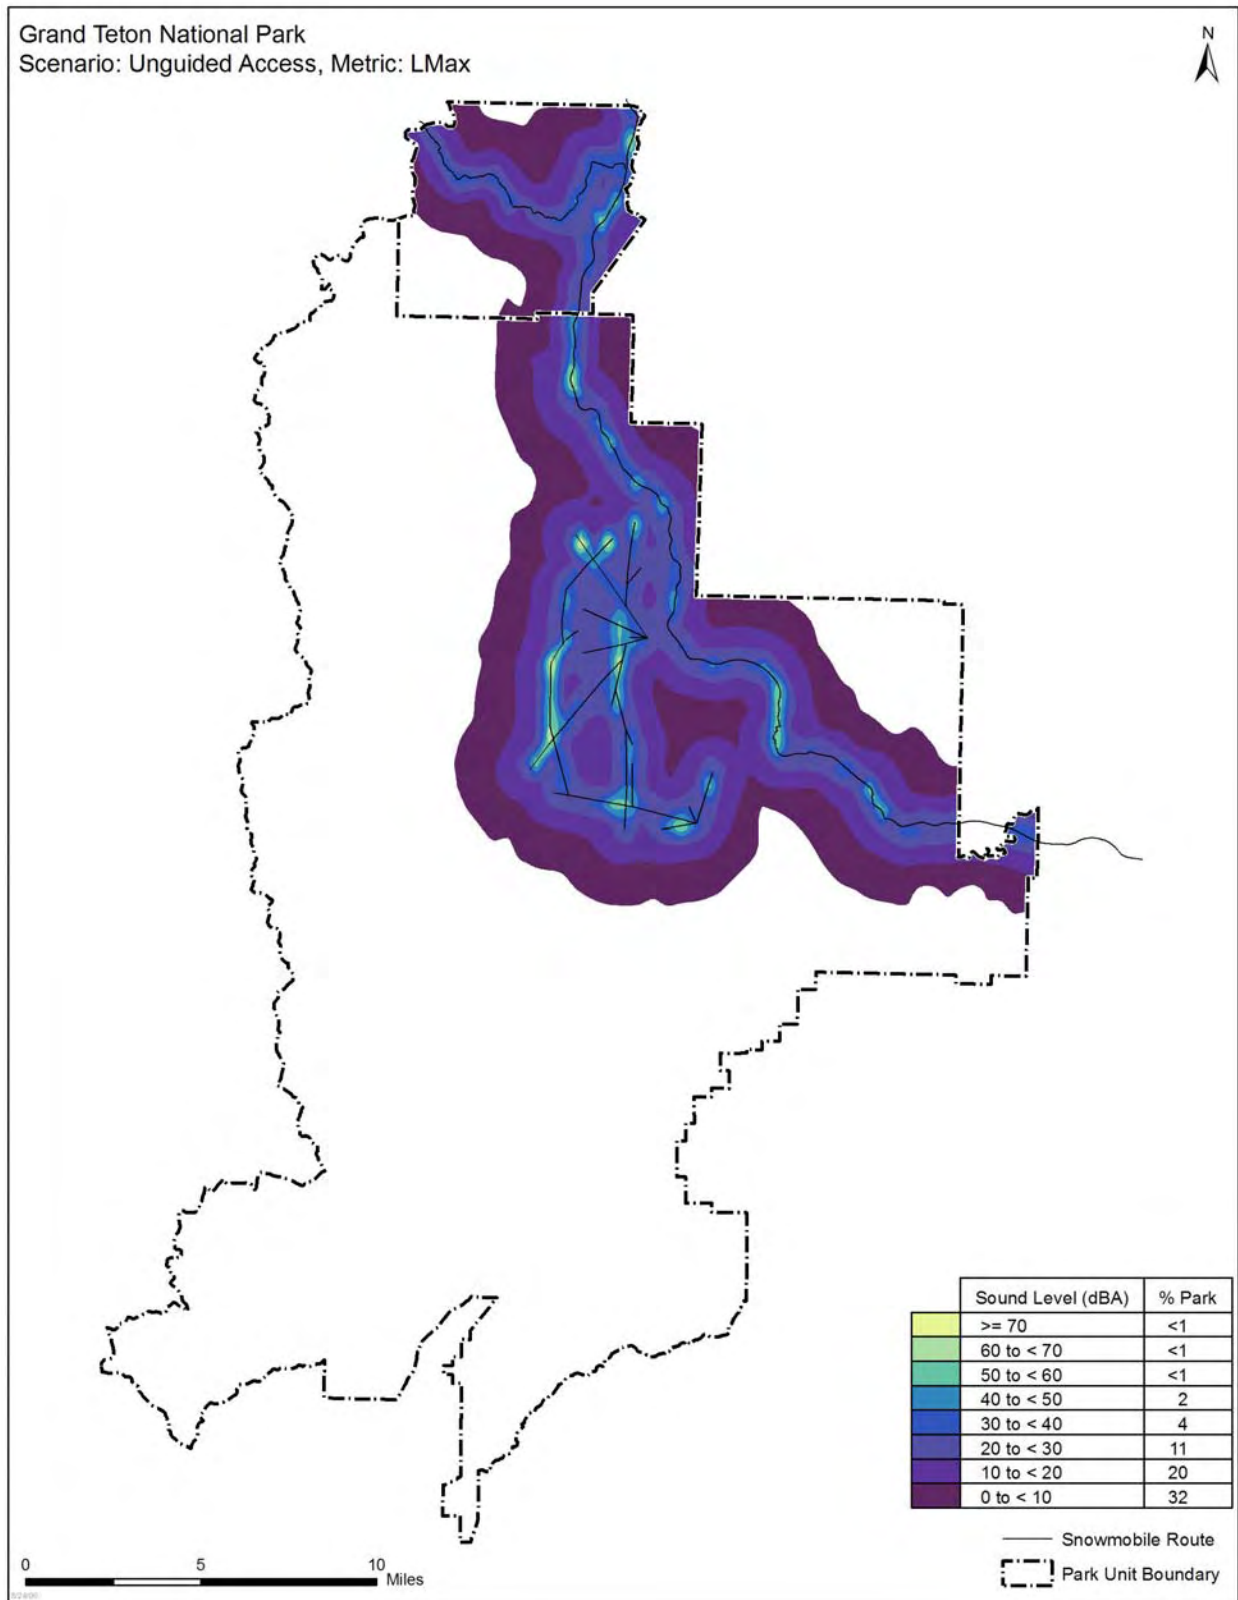 Grand Teton National Park
Scenario: Unguided Access, Metric: LMax
N
Sound Level (dBA) % Park
>= 70 <1
60 to < 70 <1
50 to < 60 <1
40 to < 50 2
30 to < 40 4
20 to < 30 11
10 to < 20 20
0 to < 10 32
Snowmobile Route
Park Unit Boundary
0 5 10
Miles